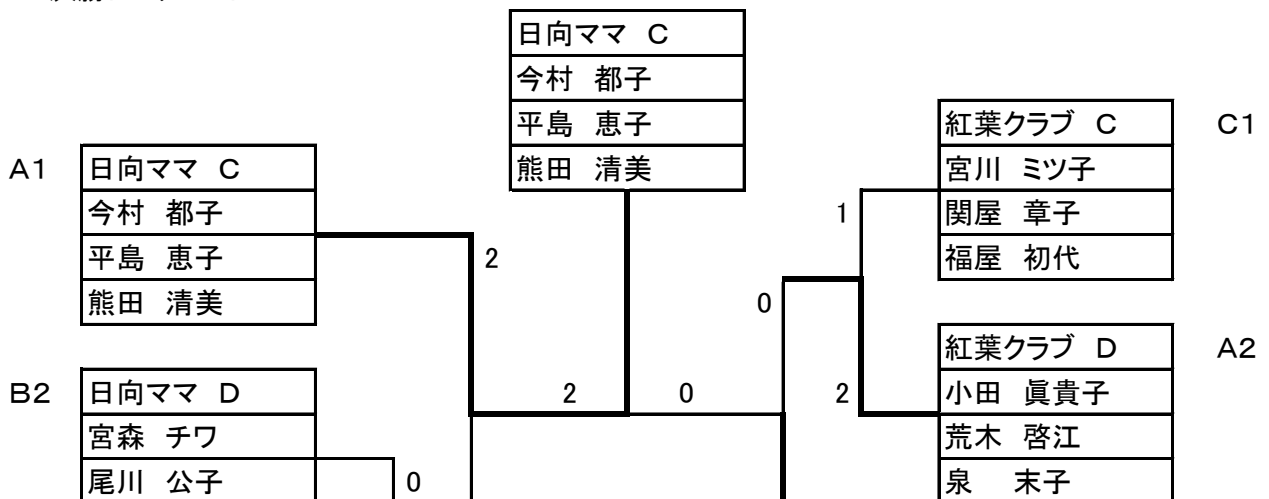 日向ママ C
今村 都子
平島 恵子
熊田 清美
A1
日向ママ C
今村 都子
平島 恵子
熊田 清美
2
B2
日向ママ D
宮森 チワ
尾川 公子
0
2
0
紅葉クラブ C
C1
宮川 ミツ子
関屋 章子
福屋 初代
1
0
紅葉クラブ D
A2
小田 眞貴子
荒木 啓江
泉 末子
2